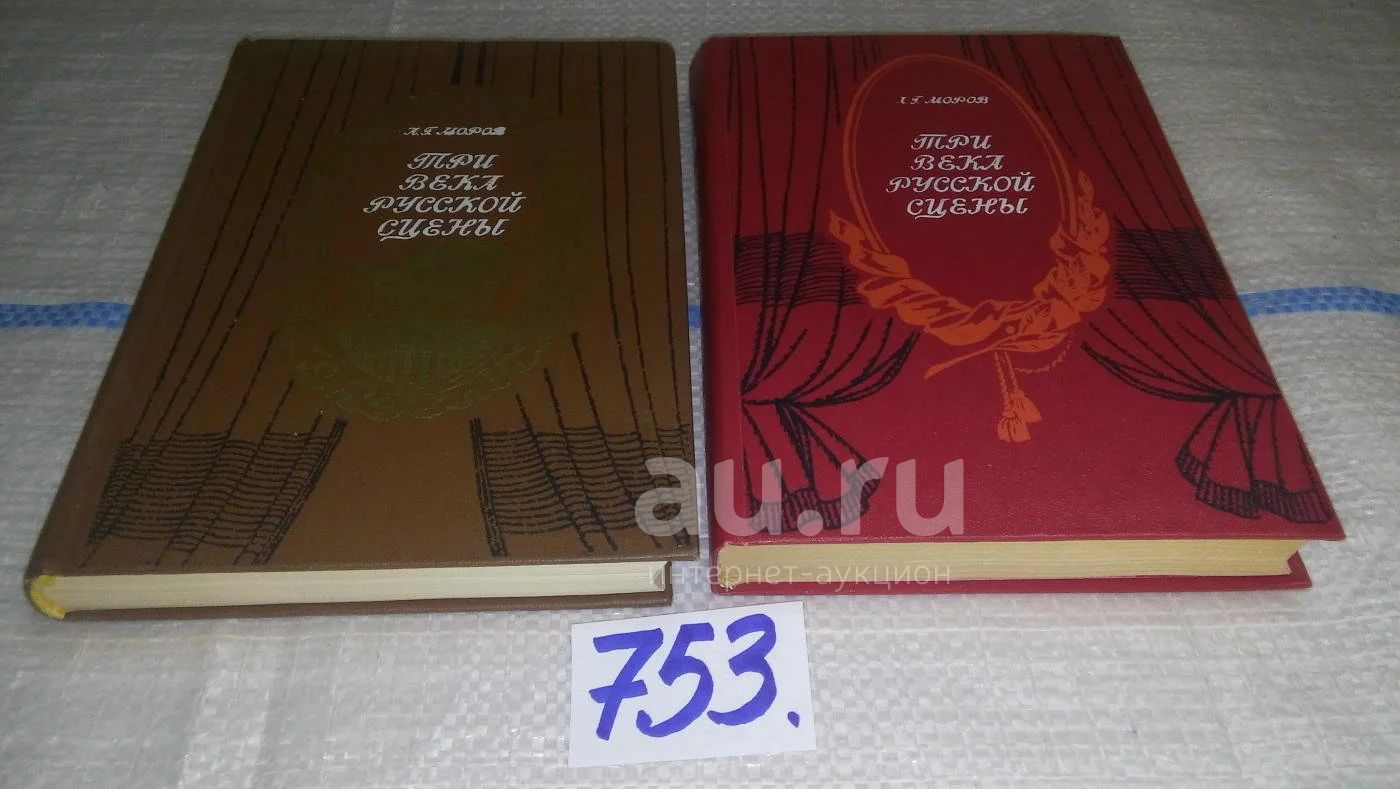 А.Г. МОРОВ
ТРИ
ВЕКА
РУССКОЙ
СЦЕНЫ
А Г МОРОВ
ТРИ
ВЕКА
РУССКОЙ
СЦЕНЫ
au.ru
интернет-аукцион
753.